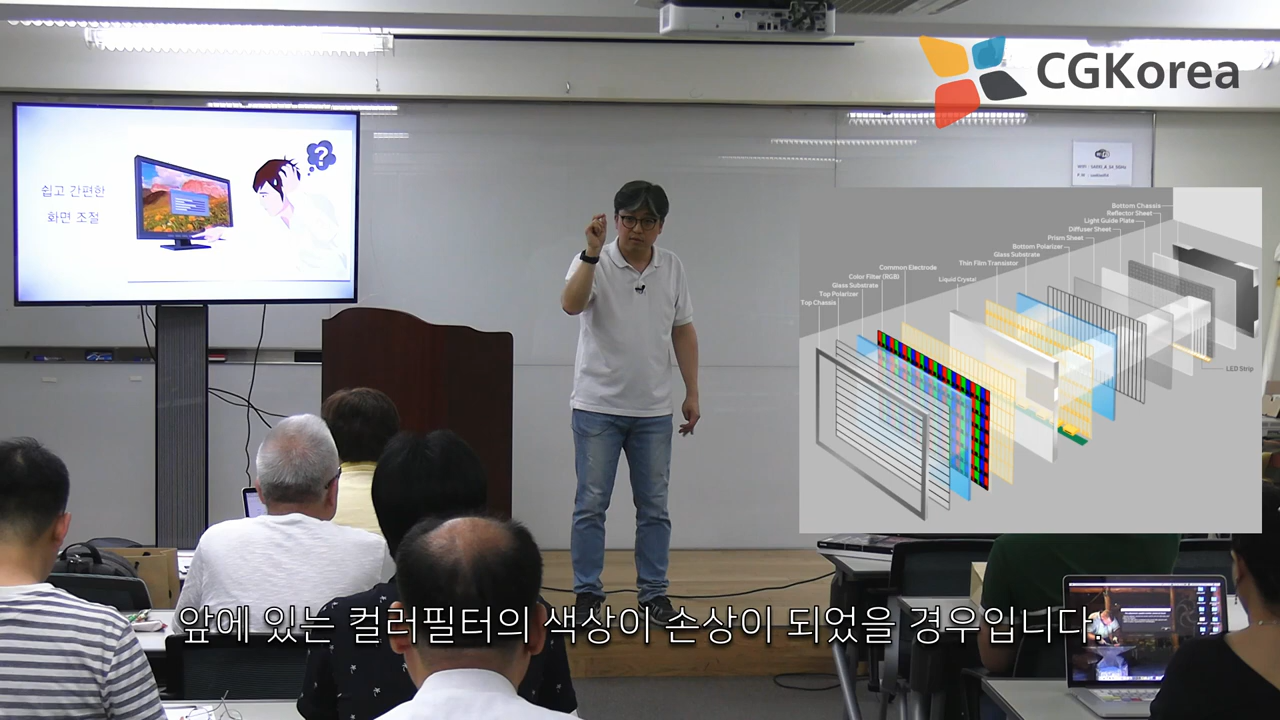 CGKorea
쉽고 간편한
화면 조절
Bottom Chassis
Reflector Sheet
Light Guide Plate
Diffuser Sheet
Prism Sheet
Bottom Polarizer
Glass Substrate
Thin Film Transistor
Liquid Crystal
Common Electrode
Color Filter (RGB)
Glass Substrate
Top Polarizer
Top Chassis
LED Strip
앞에 있는 컬러필터의 색상이 손상이 되었을 경우입니다.